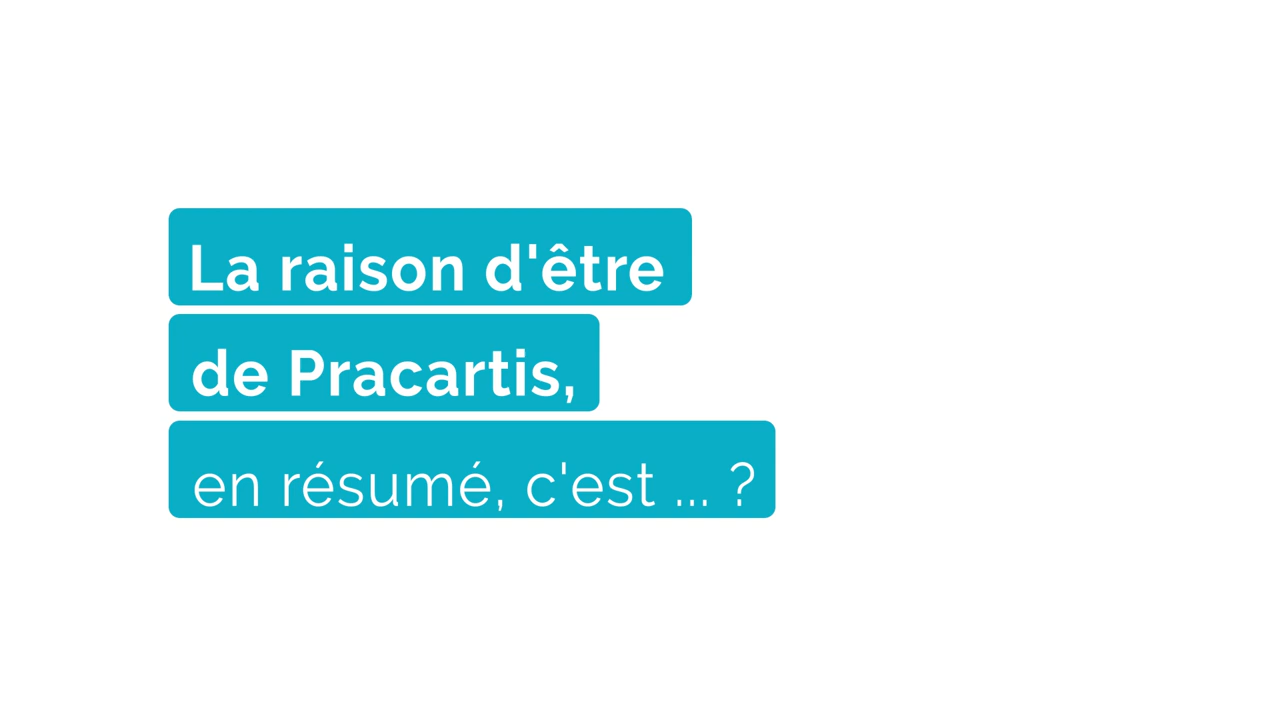 La raison d'être
de Pracartis,
en résumé, c'est ... ?